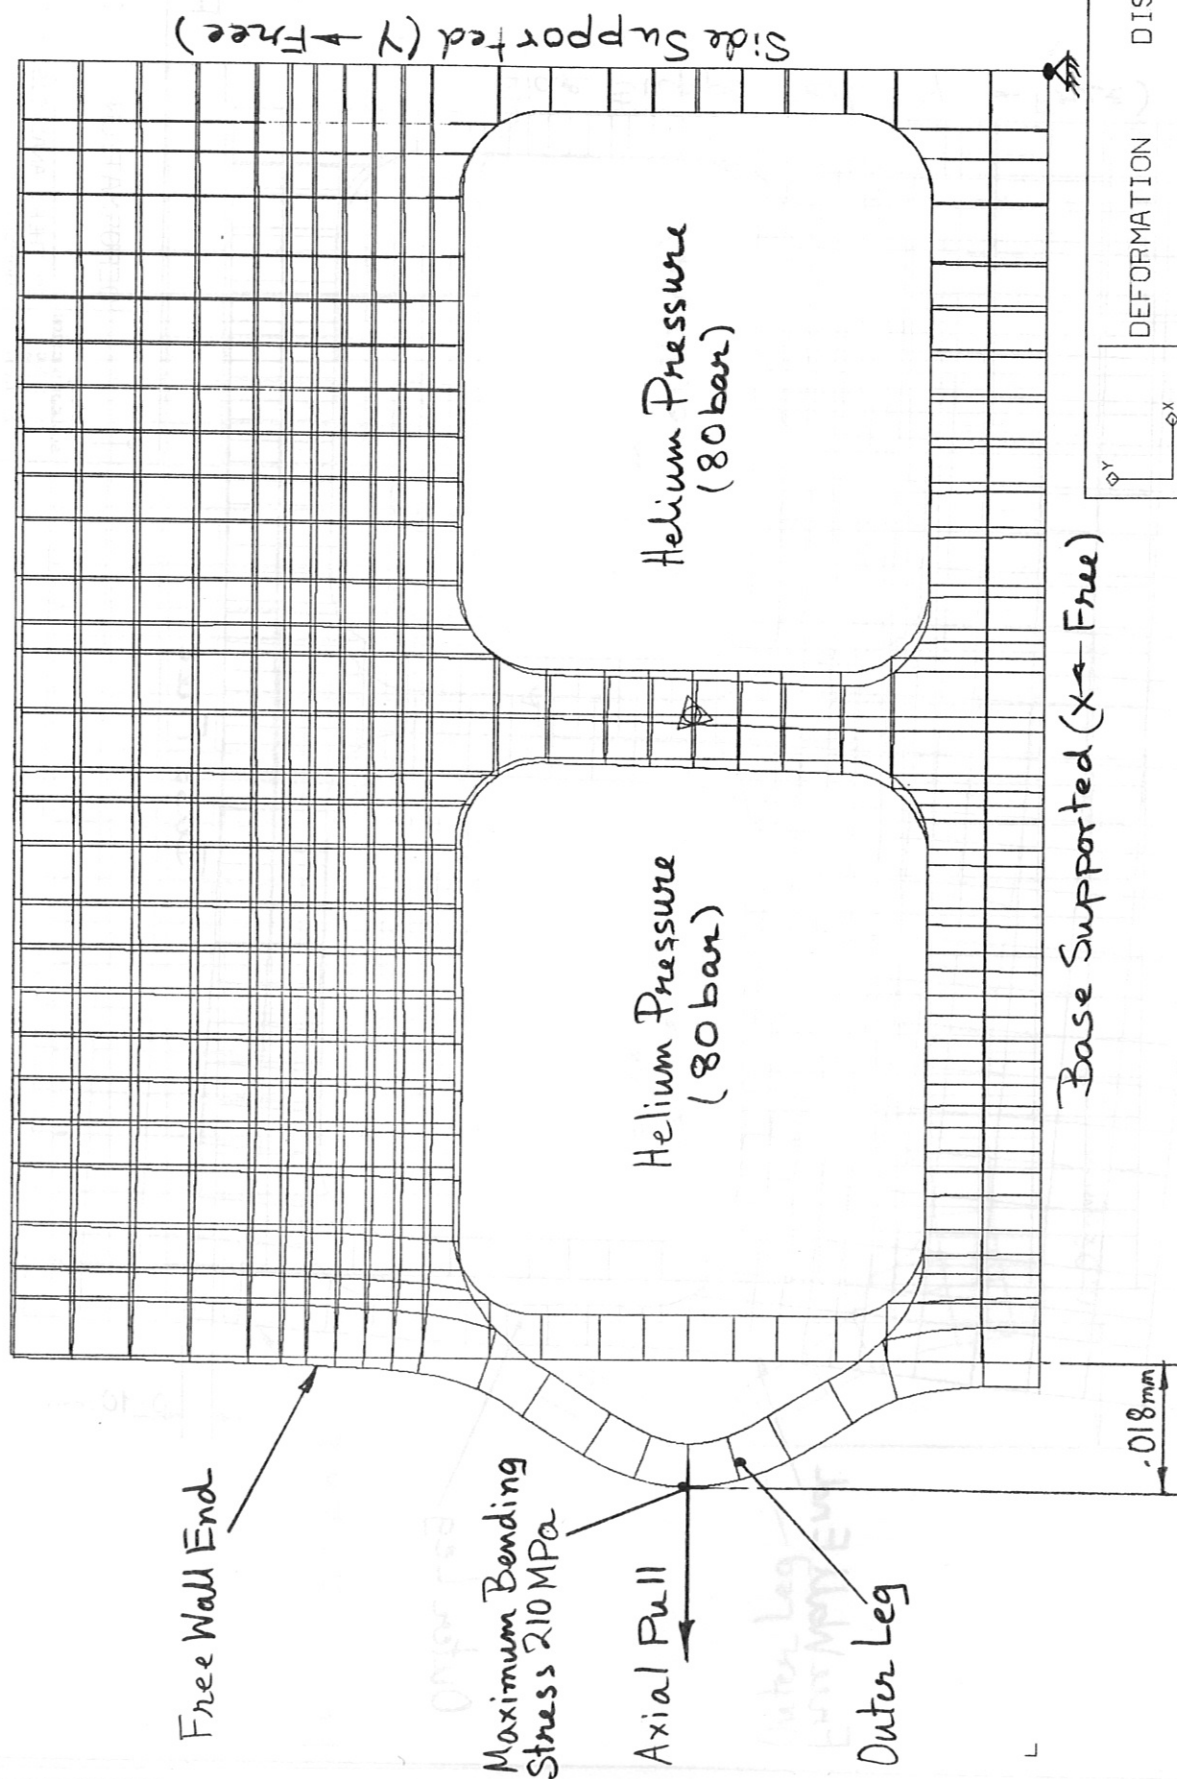 Side Supported (Y → Free)
Helium Pressure
(80 bar)
Helium Pressure
(80 bar)
Free Wall End
Maximum Bending
Stress 210 MPa
Axial Pull
Outer Leg
.018mm
Base Supported (X ← Free)
Y
X
DEFORMATION DIS